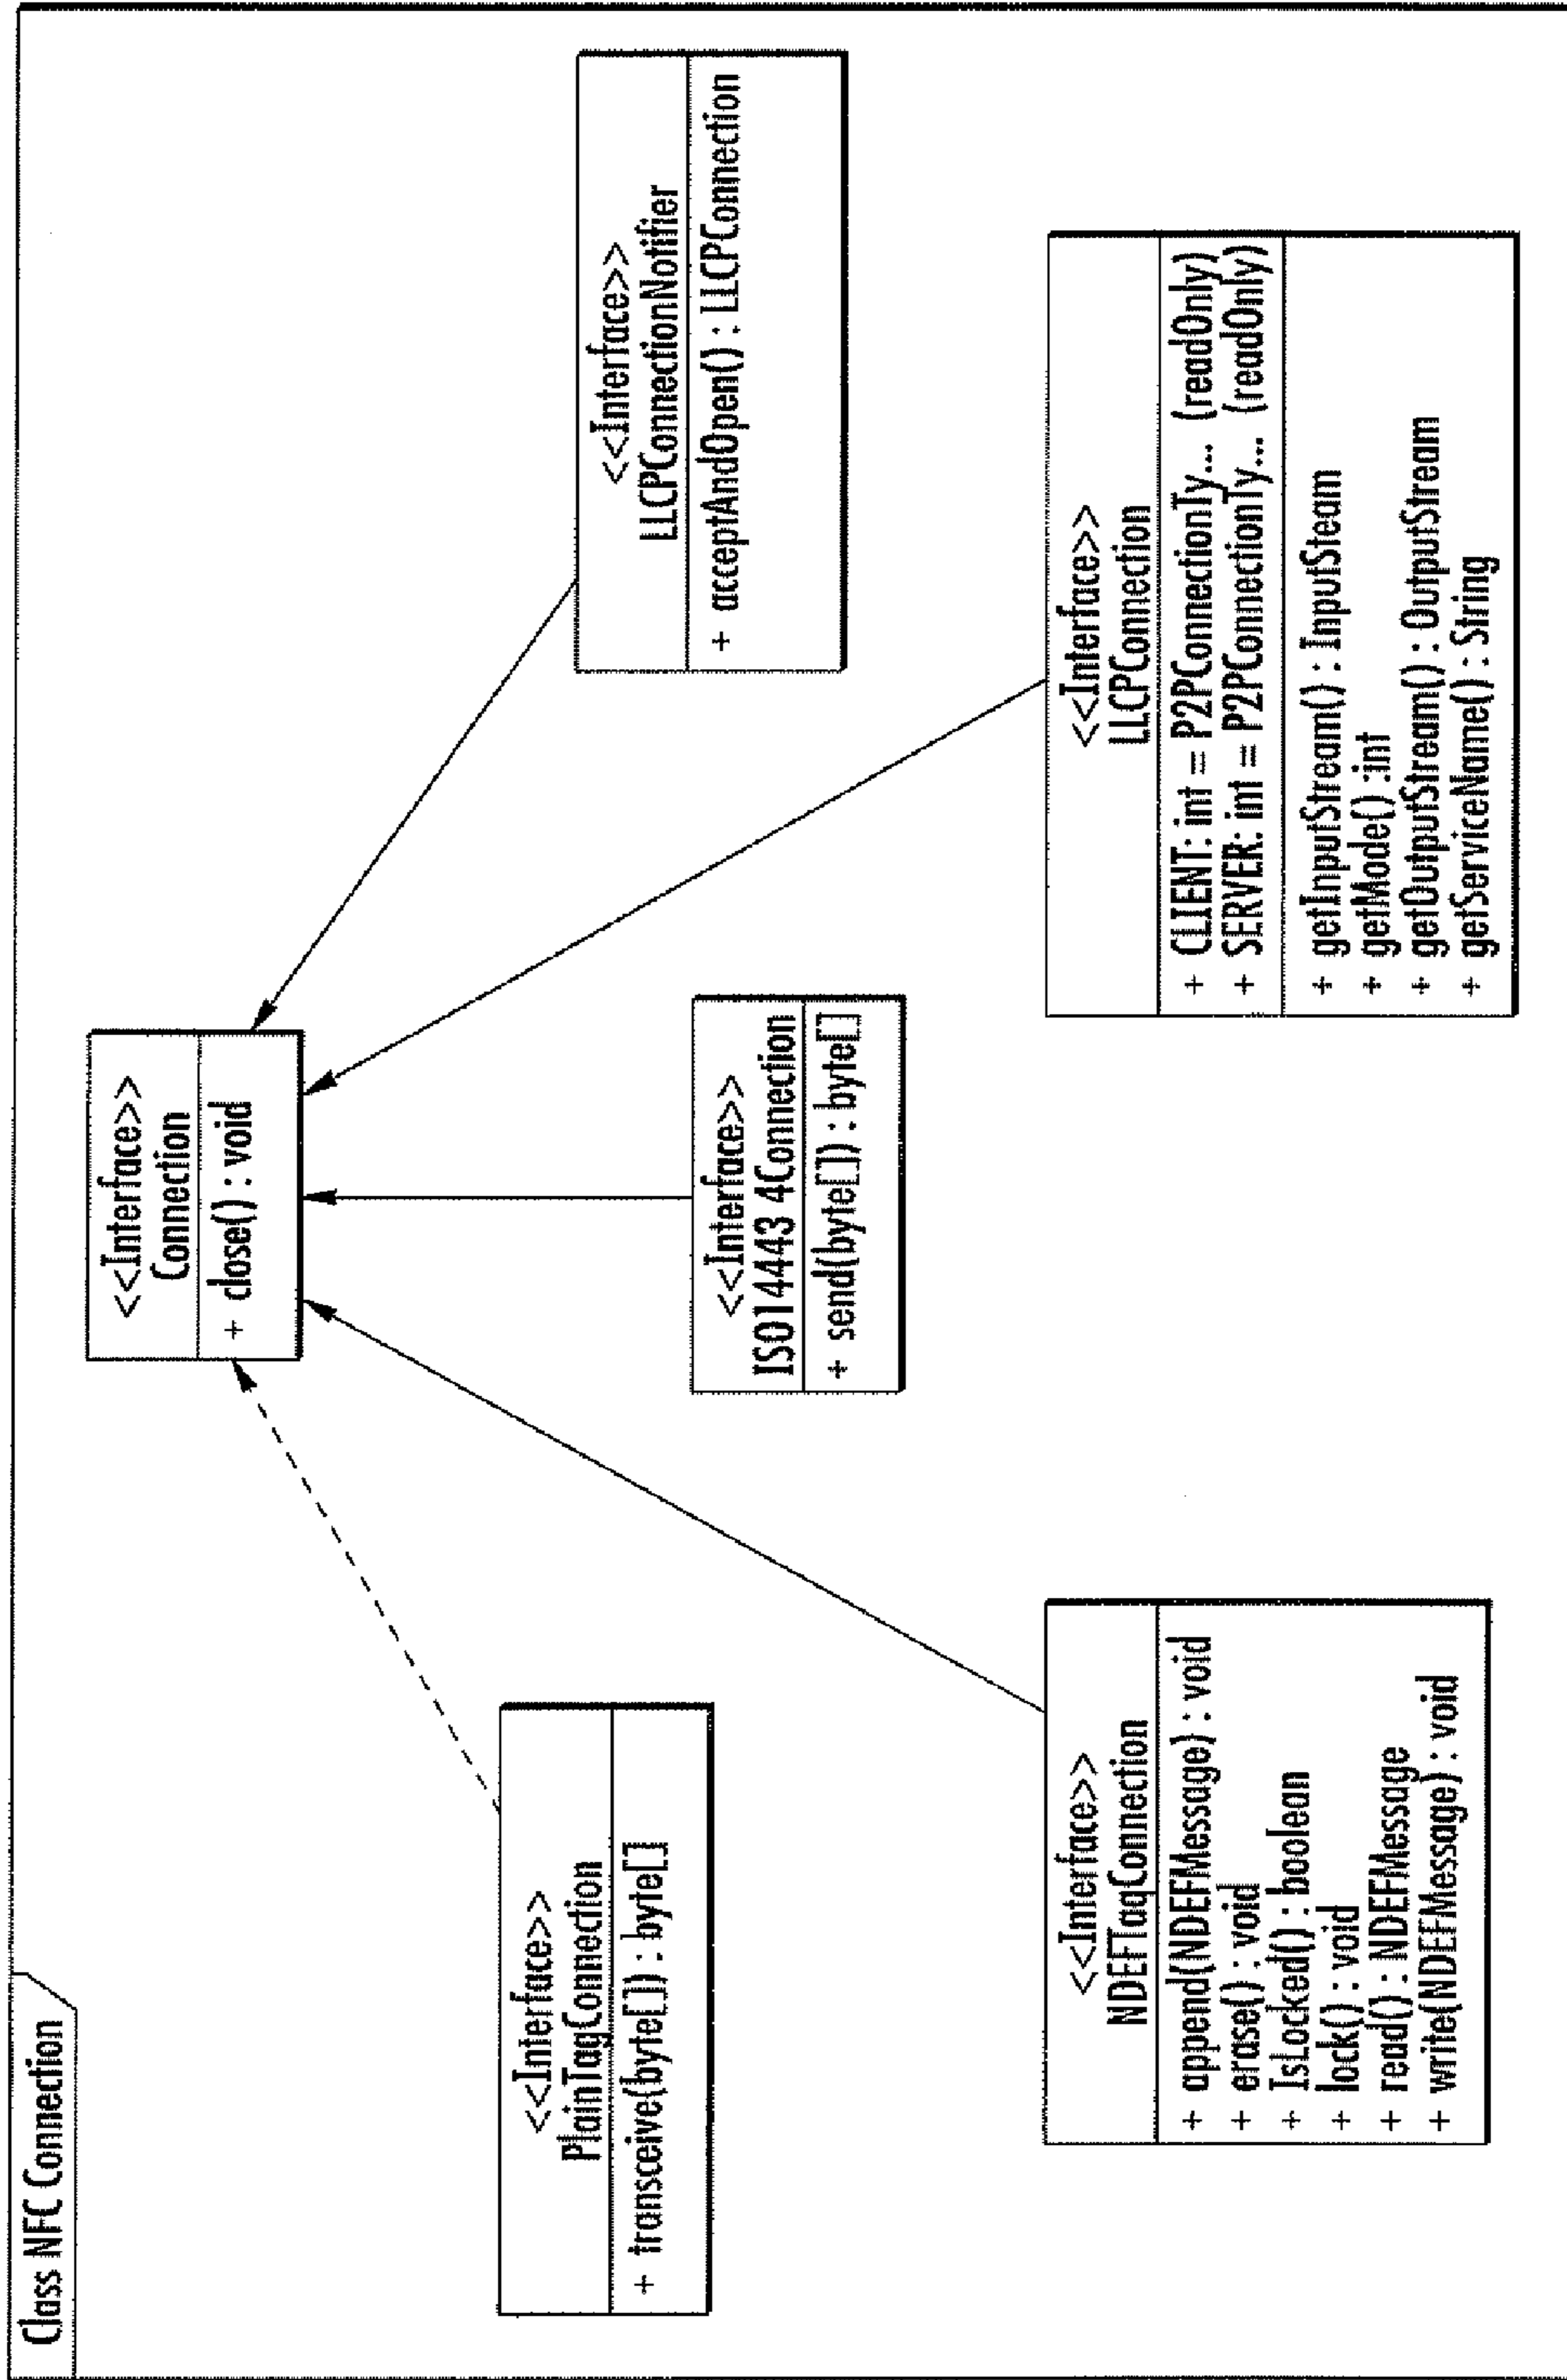 Class NFC Connection
<<Interface>>
Connection
+ close() : void
<<Interface>>
PlainTagConnection
+ transceive(byte[]) : byte[]
<<Interface>>
LLCPConnectionNotifier
+ acceptAndOpen() : LLCPConnection
<<Interface>>
ISO14443 4Connection
+ send(byte[]) : byte[]
<<Interface>>
NDEFTagConnection
+ append(NDEFMessage) : void
+ erase() : void
+ IsLocked() : boolean
+ lock() : void
+ read() : NDEFMessage
+ write(NDEFMessage) : void
<<Interface>>
LLCPConnection
+ CLIENT: int = P2PConnectionTy... (readOnly)
+ SERVER: int = P2PConnectionTy... (readOnly)
+ getInputStream() : InputSteam
+ getMode() :int
+ getOutputStream() : OutputStream
+ getServiceName() : String